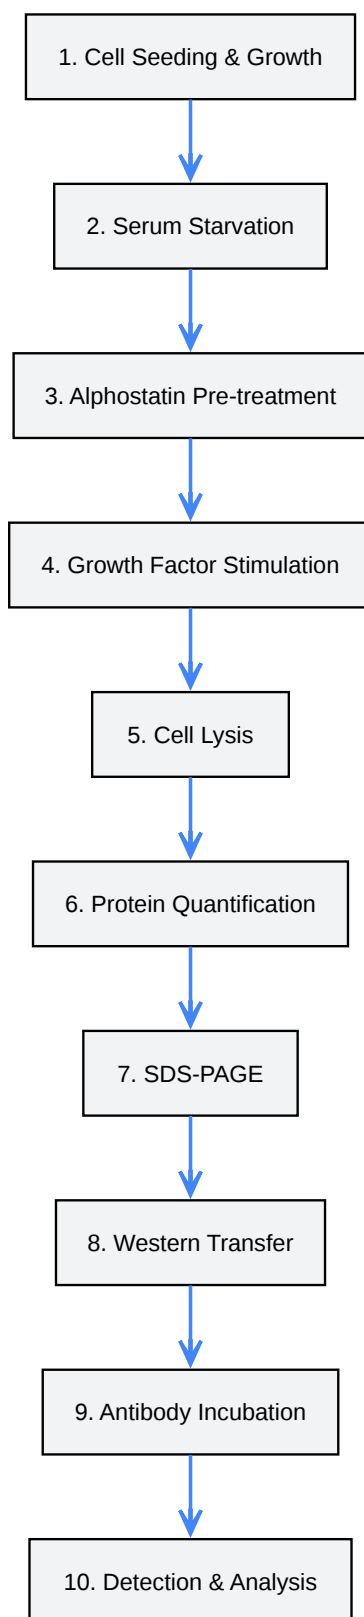 1. Cell Seeding & Growth
2. Serum Starvation
3. Alphostatin Pre-treatment
4. Growth Factor Stimulation
5. Cell Lysis
6. Protein Quantification
7. SDS-PAGE
8. Western Transfer
9. Antibody Incubation
10. Detection & Analysis